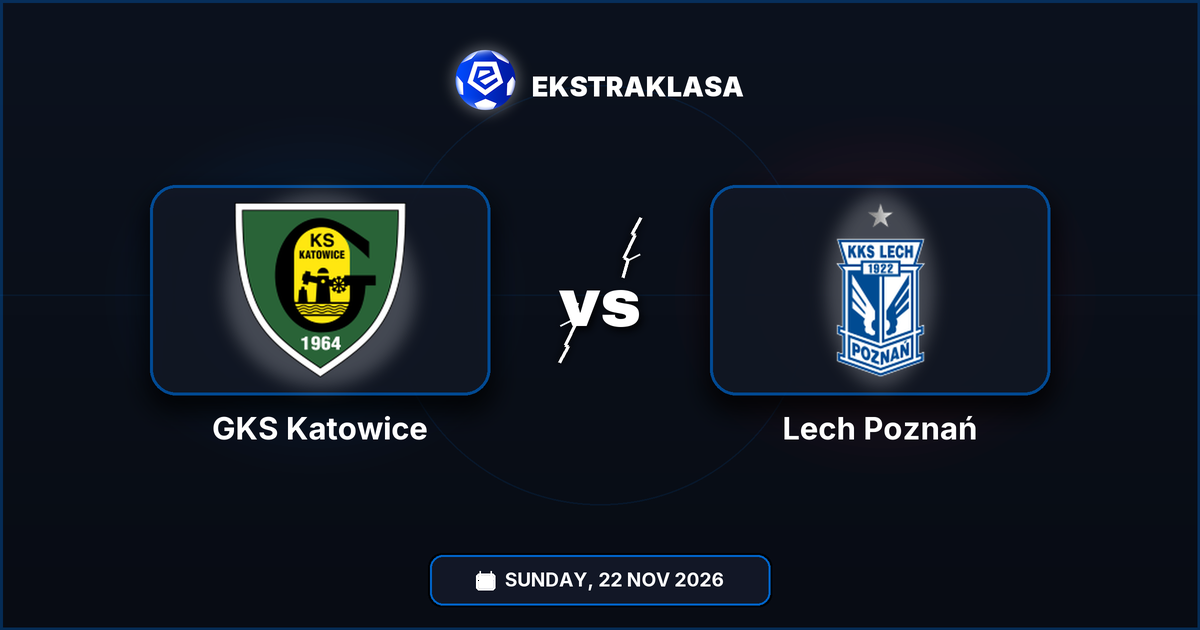 EKSTRAKLASA
KS
KATOWICE
1964
vs
KKS LECH
1922
POZNAŃ
GKS Katowice
Lech Poznań
SUNDAY, 22 NOV 2026